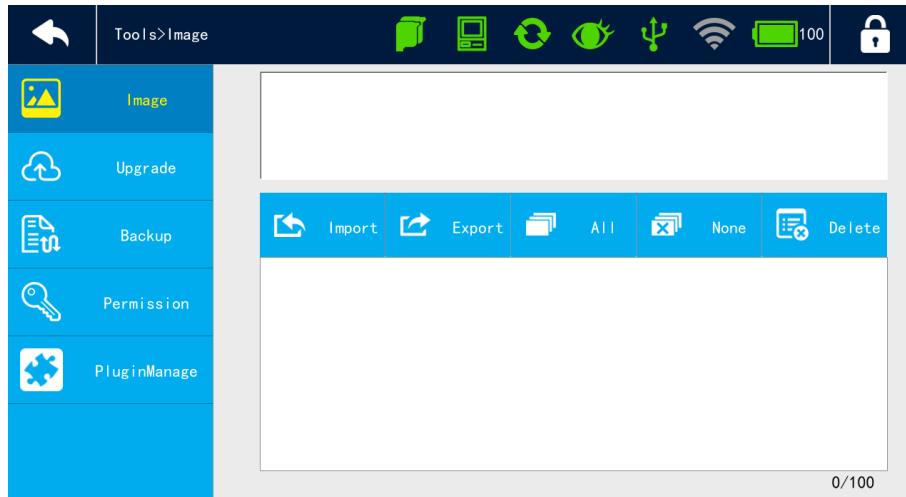 Tools>Image
100
Image
Upgrade
Backup
Permission
PluginManage
Import
Export
All
None
Delete
0/100